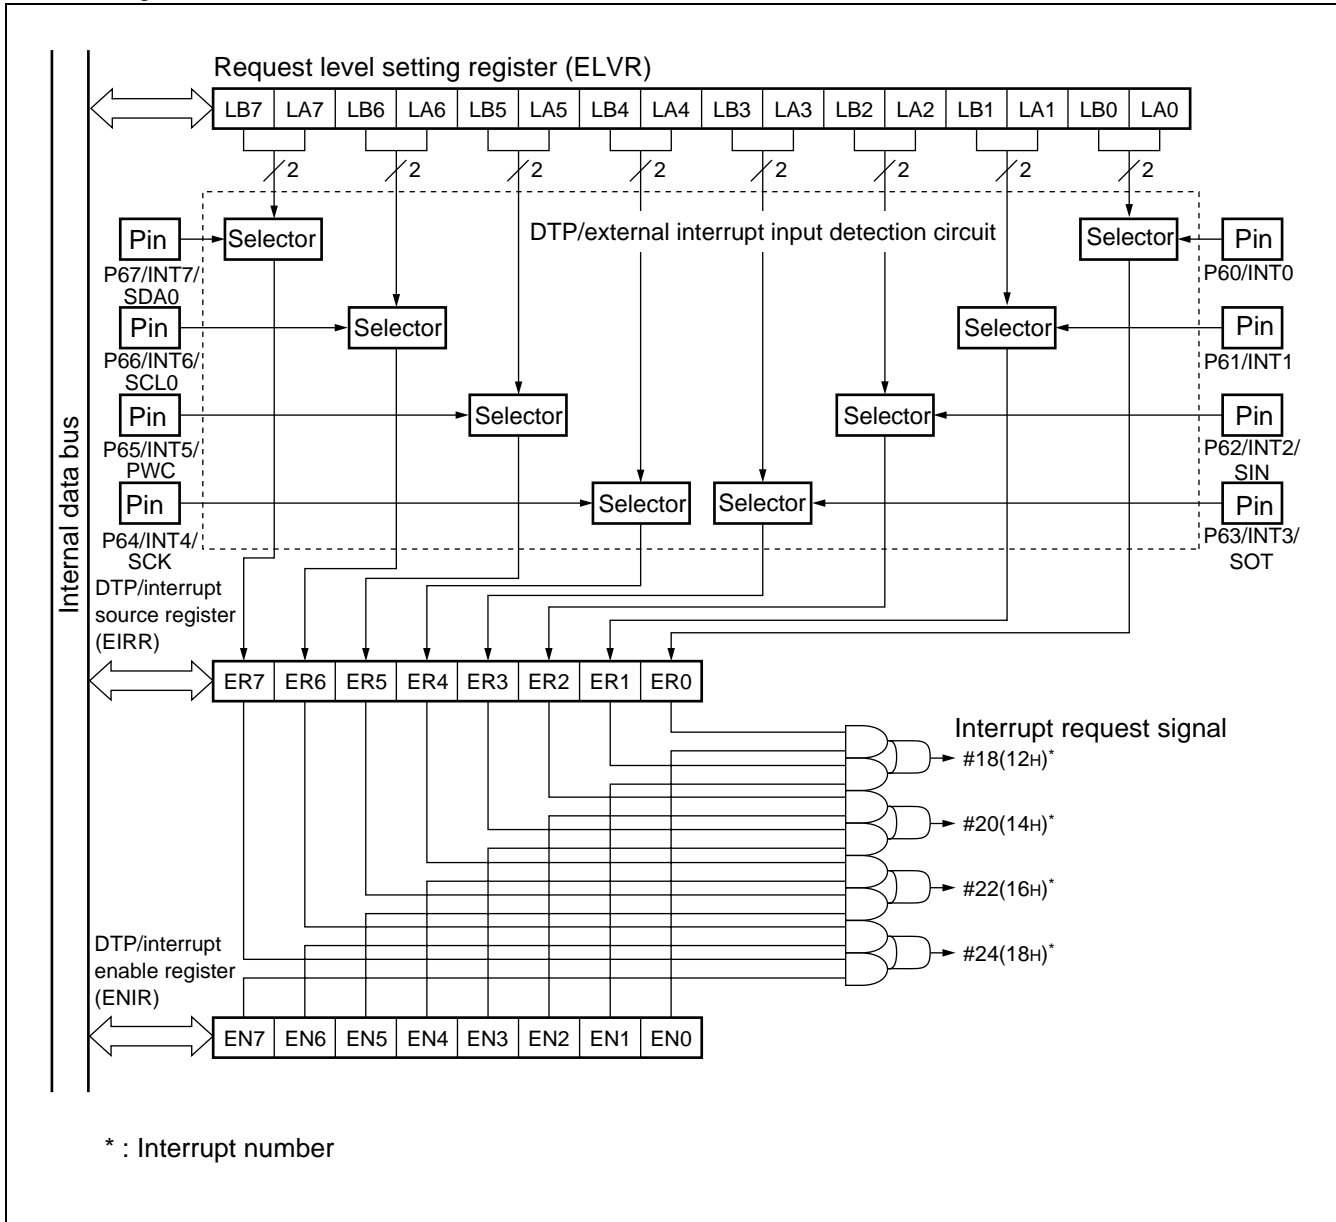 Request level setting register (ELVR)
LB7 LA7 LB6 LA6 LB5 LA5 LB4 LA4 LB3 LA3 LB2 LA2 LB1 LA1 LB0 LA0
2 2 2 2 2 2 2 2
DTP/external interrupt input detection circuit
Pin Selector Selector Pin
P67/INT7/
SDA0
P60/INT0
Pin Selector Selector Pin
P66/INT6/
SCL0
P61/INT1
Pin Selector Selector Pin
P65/INT5/
PWC
P62/INT2/
SIN
Pin Selector Selector Pin
P64/INT4/
SCK
P63/INT3/
SOT
Internal data bus
DTP/interrupt
source register
(EIRR)
ER7 ER6 ER5 ER4 ER3 ER2 ER1 ER0
Interrupt request signal
#18(12H)*
#20(14H)*
#22(16H)*
#24(18H)*
DTP/interrupt
enable register
(ENIR)
EN7 EN6 EN5 EN4 EN3 EN2 EN1 EN0
* : Interrupt number